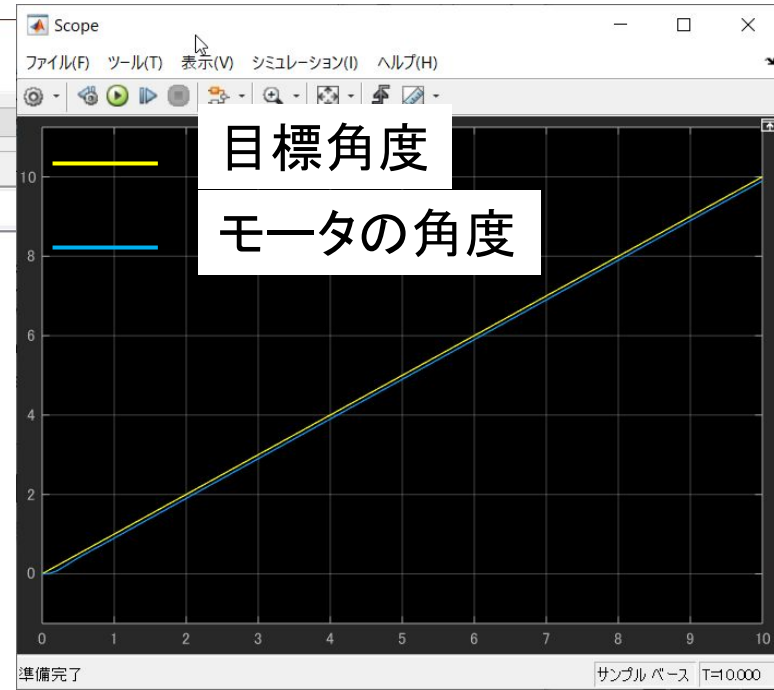 Scope
ファイル(F) ツール(T) 表示(V) シミュレーション(I) ヘルプ(H)
目標角度
モータの角度
10
8
6
4
2
0
0 1 2 3 4 5 6 7 8 9 10
準備完了
サンプル ベース T=10.000